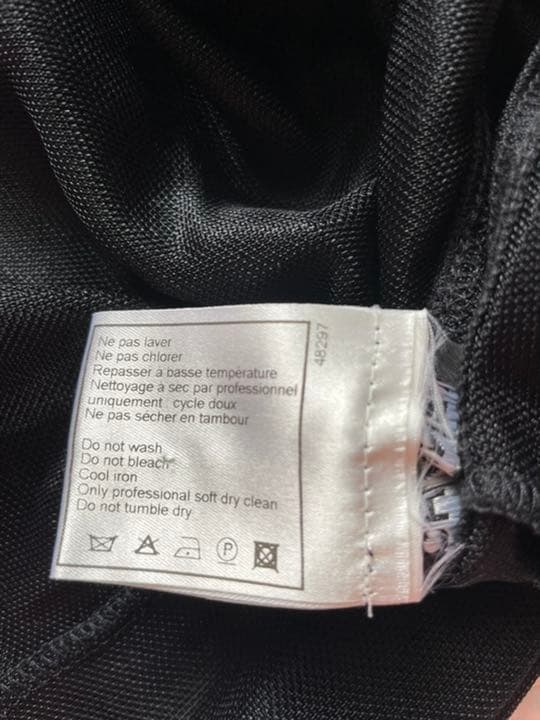 Ne pas laver
Ne pas chlorer
Repasser a basse température
Nettoyage à sec par professionnel
uniquement cycle doux
Ne pas sécher en tambour
Do not wash
Do not bleach
Cool iron
Only professional soft dry clean
Do not tumble dry
P
48297